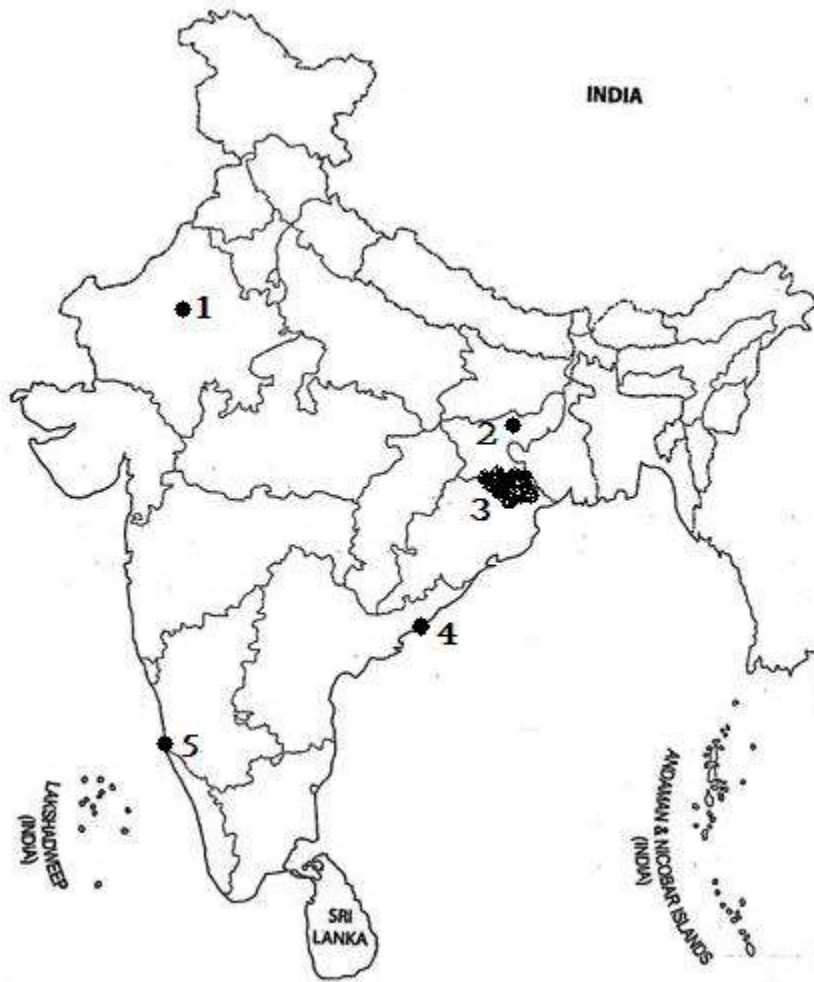 INDIA
1
2
3
4
5
LAKSHADWEEP
(INDIA)
ANDAMAN & NICOBAR ISLANDS
(INDIA)
SRI
LANKA